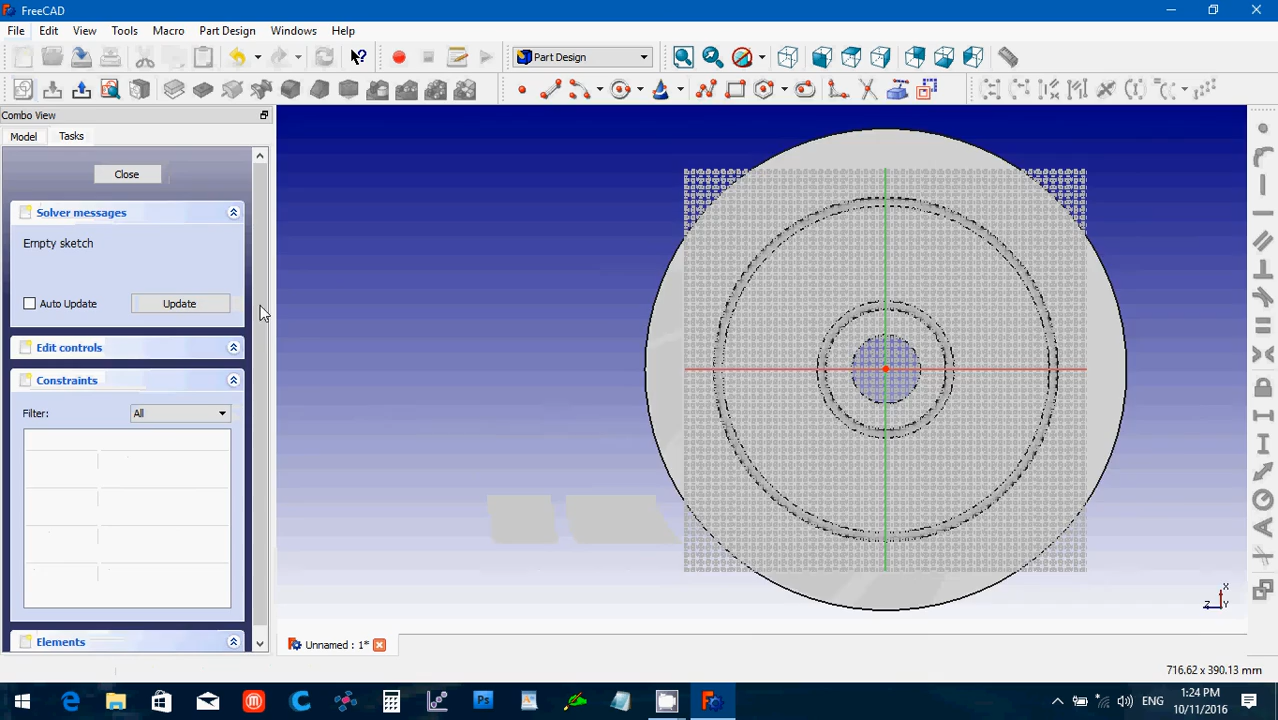 FreeCAD
File Edit View Tools Macro Part Design Windows Help
Part Design
Combo View
Model Tasks
Close
Solver messages
Empty sketch
Auto Update Update
Edit controls
Constraints
Filter: All
Elements
Unnamed : 1*
X
Z Y
716.62 x 390.13 mm
ENG
1:24 PM
10/11/2016